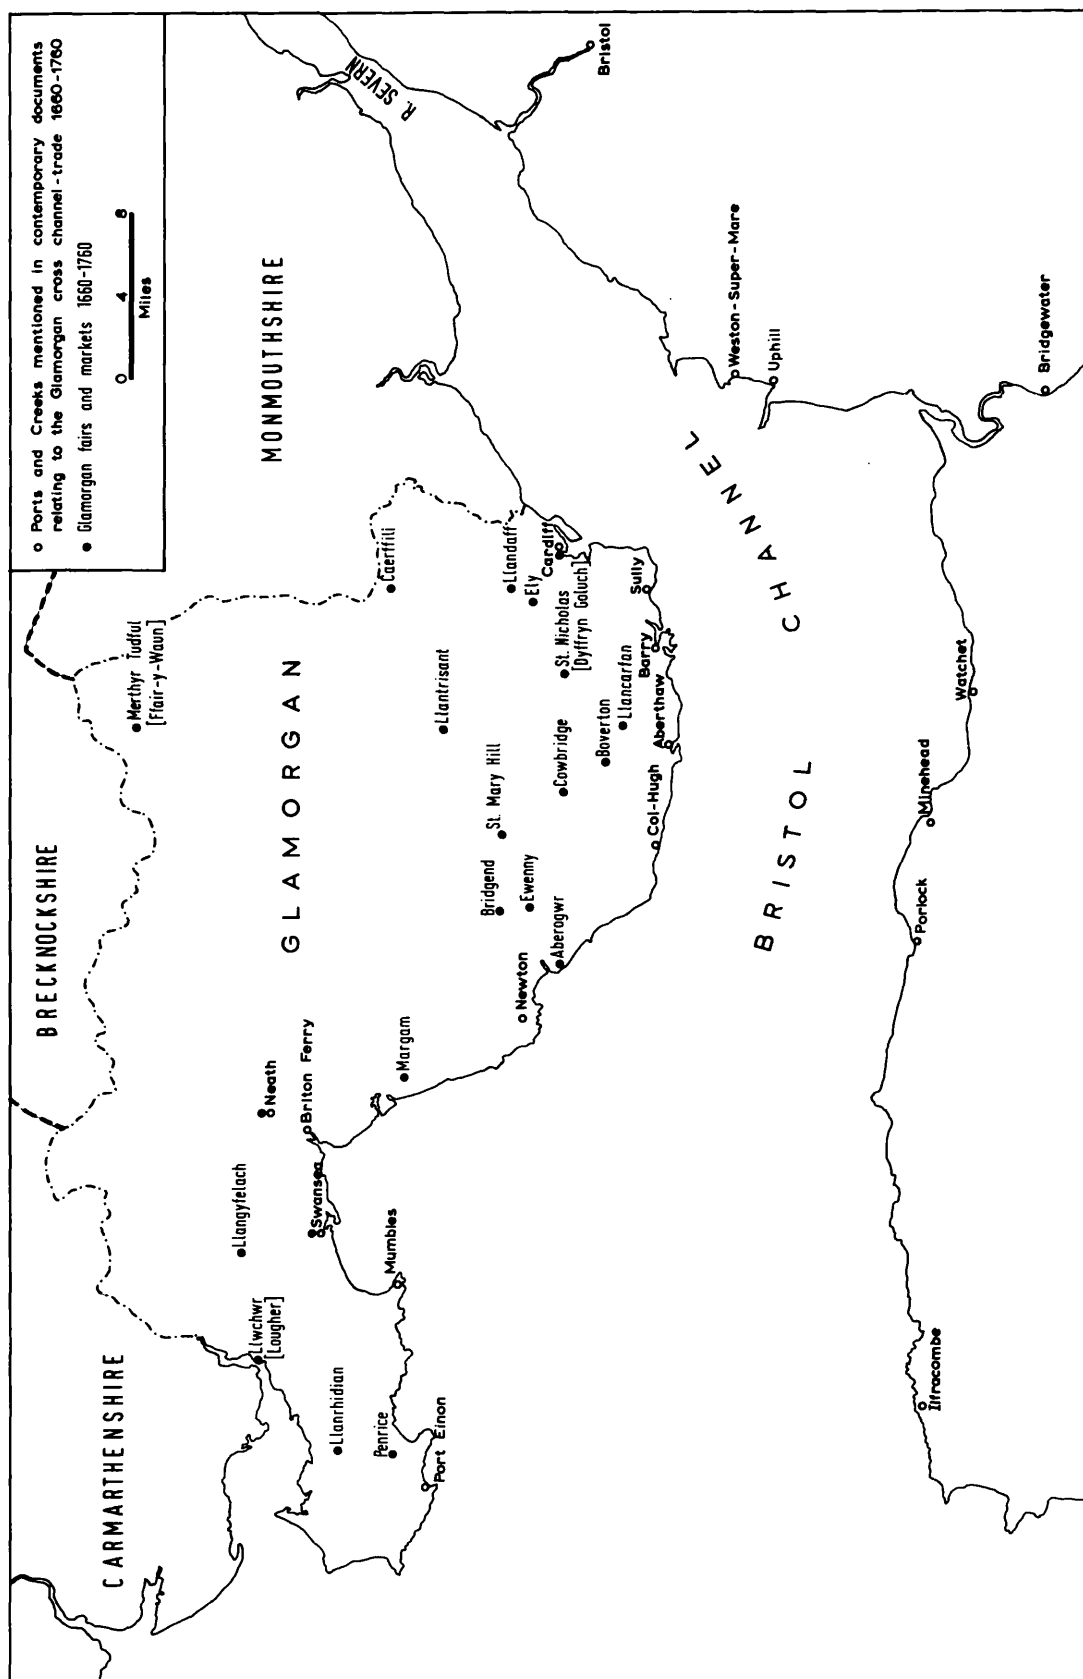 ○ Ports and Creeks mentioned in contemporary documents
relating to the Glamorgan cross channel-trade 1660-1760
● Glamorgan fairs and markets 1660-1760
0 4 8
Miles
CARMARTHENSHIRE
BRECKNOCKSHIRE
MONMOUTHSHIRE
R. SEVERN
GLAMORGAN
BRISTOL CHANNEL
Merthyr Tudful
[Ffair-y-Waun]
Caerffili
Llandaff
Ely
Cardiff
St. Nicholas
[Dyffryn Goluch]
Sully
Barry
Llancarfan
Aberthaw
Boverton
Cowbridge
Llantrisant
St. Mary Hill
Col-Hugh
Bridgend
Ewenny
Aberogwr
Newton
Margam
Neath
Briton Ferry
Swansea
Llangyfelach
Mumbles
Llwchwr
[Lougher]
Llanrhidian
Penrice
Port Einon
Bristol
Weston-Super-Mare
Uphill
Bridgewater
Watchet
Minehead
Porlock
Ilfracombe